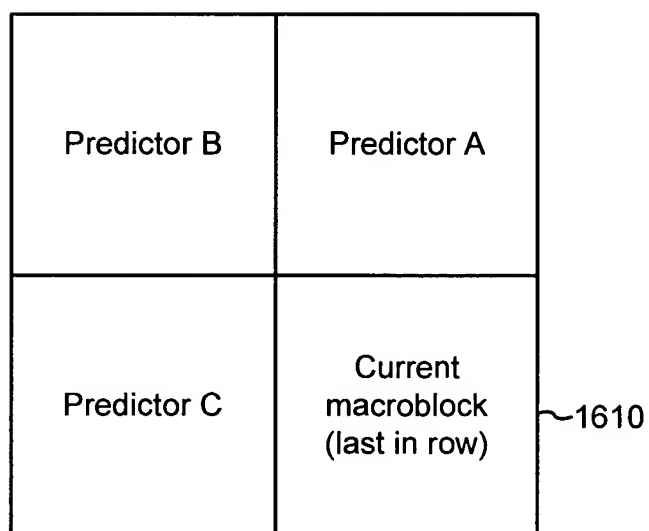 Predictor B
Predictor A
Predictor C
Current
macroblock
(last in row)
1610